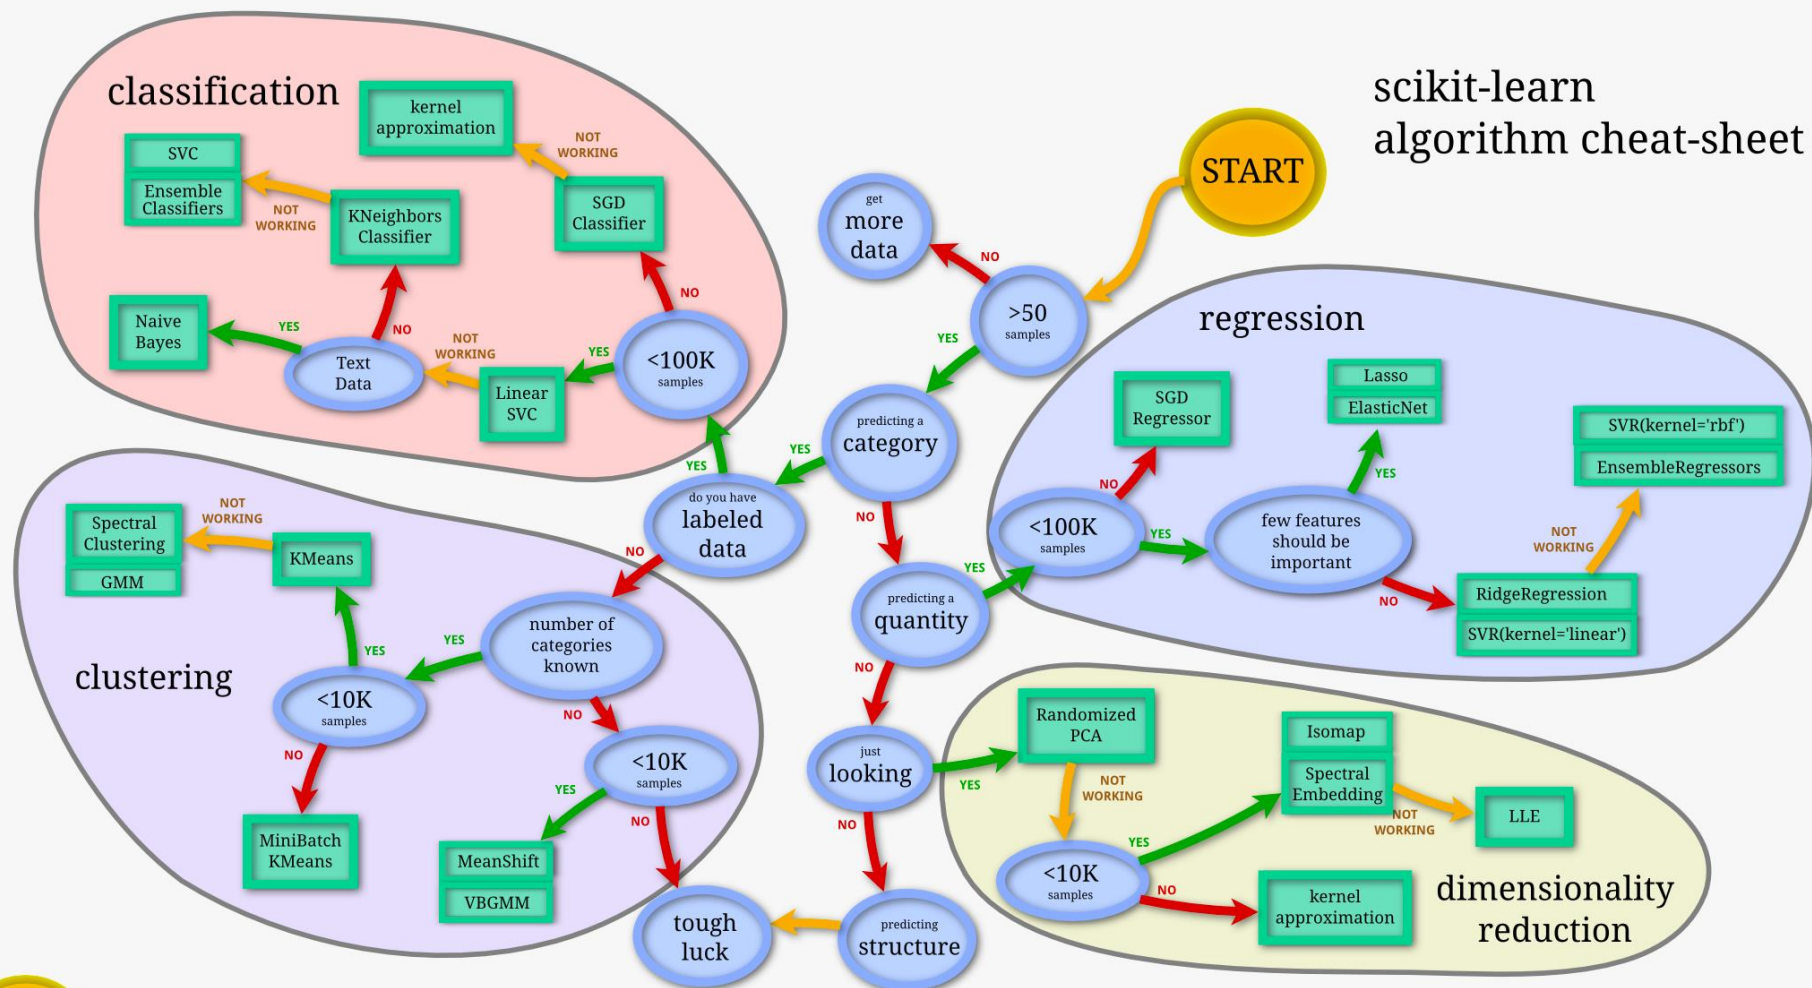 scikit-learn
algorithm cheat-sheet
START
get
more
data
NO
>50
samples
YES
predicting a
category
YES
NO
do you have
labeled
data
YES
NO
predicting a
quantity
YES
NO
just
looking
YES
NO
predicting
structure
tough
luck
classification
kernel
approximation
NOT
WORKING
SVC
Ensemble
Classifiers
NOT
WORKING
KNeighbors
Classifier
SGD
Classifier
NO
Naive
Bayes
YES
NO
Text
Data
NOT
WORKING
Linear
SVC
YES
<100K
samples
regression
SGD
Regressor
Lasso
ElasticNet
SVR(kernel='rbf')
EnsembleRegressors
NO
YES
<100K
samples
YES
few features
should be
important
NOT
WORKING
NO
RidgeRegression
SVR(kernel='linear')
clustering
Spectral
Clustering
GMM
NOT
WORKING
KMeans
YES
number of
categories
known
YES
NO
<10K
samples
NO
MiniBatch
KMeans
<10K
samples
YES
NO
MeanShift
VBGMM
dimensionality
reduction
Randomized
PCA
NOT
WORKING
Isomap
Spectral
Embedding
NOT
WORKING
LLE
YES
<10K
samples
NO
kernel
approximation